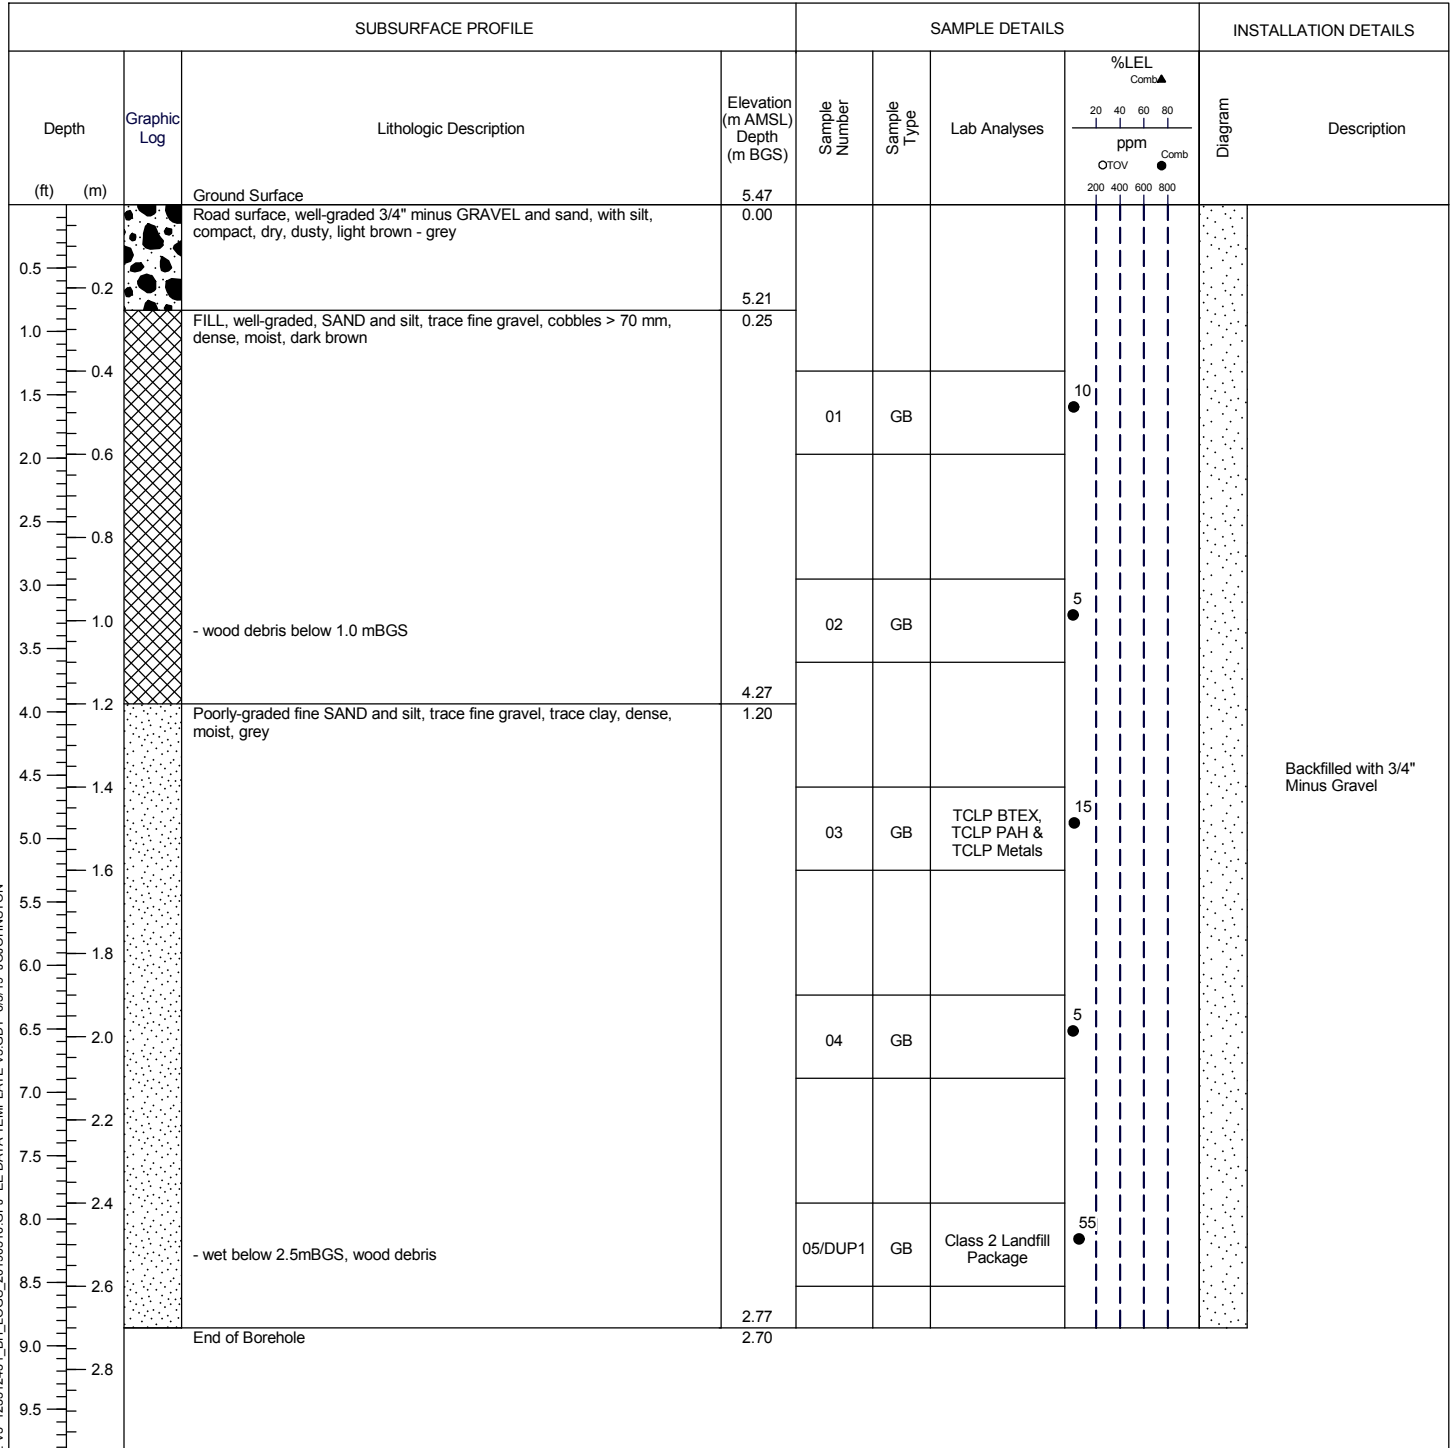 SUBSURFACE PROFILE
SAMPLE DETAILS
INSTALLATION DETAILS
Depth
(ft) (m)
Graphic
Log
Lithologic Description
Elevation
(m AMSL)
Depth
(m BGS)
Sample
Number
Sample
Type
Lab Analyses
%LEL
Comb▲
20 40 60 80
ppm
OTOV
Comb
200 400 600 800
Diagram
Description
Ground Surface 5.47
Road surface, well-graded 3/4" minus GRAVEL and sand, with silt, 0.00
compact, dry, dusty, light brown - grey
0.5
0.2
5.21
FILL, well-graded, SAND and silt, trace fine gravel, cobbles > 70 mm, 0.25
dense, moist, dark brown
1.0
0.4
1.5
10
01 GB
0.6
2.0
2.5
0.8
3.0
5
1.0
02 GB
- wood debris below 1.0 mBGS
3.5
4.27
1.2
Poorly-graded fine SAND and silt, trace fine gravel, trace clay, dense, 1.20
moist, grey
4.0
4.5
Backfilled with 3/4"
Minus Gravel
1.4
15
03 GB
TCLP BTEX,
TCLP PAH &
TCLP Metals
5.0
1.6
5.5
1.8
6.0
5
6.5
2.0
04 GB
7.0
2.2
7.5
2.4
8.0
55
05/DUP1 GB
Class 2 Landfill
Package
- wet below 2.5mBGS, wood debris
8.5
2.6
2.77
End of Borehole 2.70
9.0
2.8
9.5